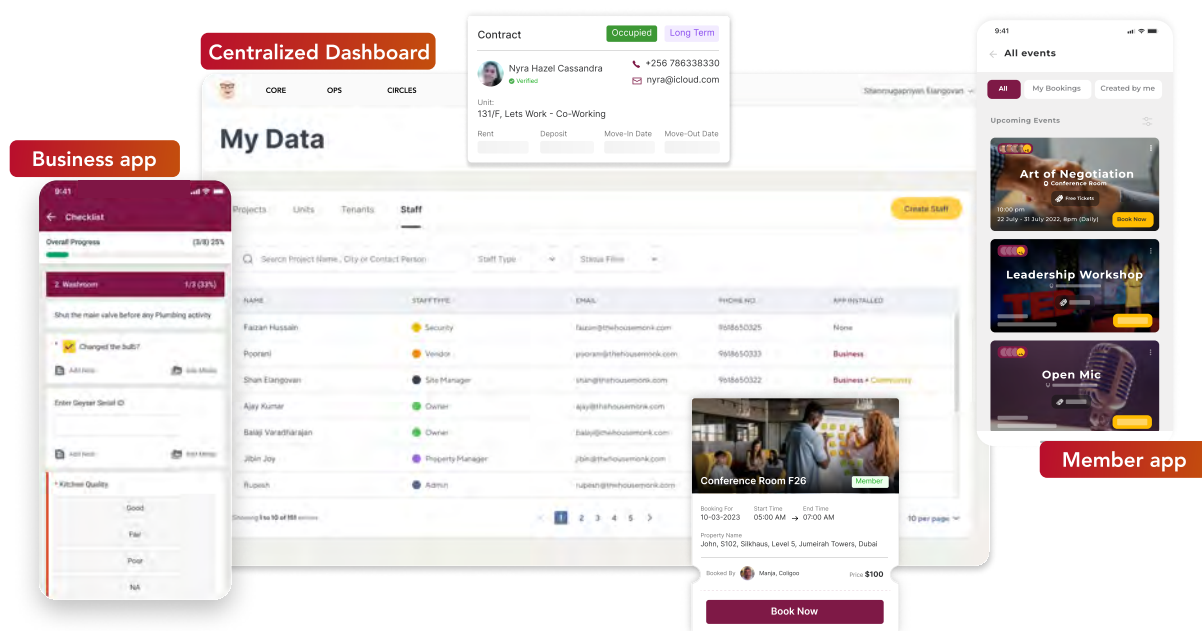 Centralized Dashboard
CORE
OPS
CIRCLES
My Data
Projects
Units
Tenants
Staff
Create Staff
Search Project Name, City or Contact Person
Staff Type
NAME
STAFF TYPE
EMAIL
PHONE NO.
APP INSTALLED
Faizan Hussain
Security
faizan@thehousemonk.com
9618650325
None
Poorani
Vendor
poorani@thehousemonk.com
9618650333
Business
Shan Elangovan
Site Manager
shan@thehousemonk.com
9618650322
Business + Community
Ajay Kumar
Owner
ajay@thehousemonk.com
Balaji Varadharajan
Owner
balaji@thehousemonk.com
Jibin Joy
Property Manager
jibin@thehousemonk.com
Rupesh
Admin
rupesh@thehousemonk.com
Showing 1 to 10 of 151 entries
< 1 2 3 4 5 >
10 per page
Contract
Occupied
Long Term
Nyra Hazel Cassandra
Verified
+256 786338330
nyra@icloud.com
Unit:
131/F, Lets Work - Co-Working
Rent
Deposit
Move-In Date
Move-Out Date
Business app
9:41
Checklist
Overall Progress
(3/8) 25%
2. Washroom
1/3 (33%)
Shut the main valve before any Plumbing activity
* Changed the bulb?
Add Note
Enter Geyser Serial ID
Add Note
* Kitchen Quality
Good
Fair
Poor
NA
Conference Room F26
Member
Booking For
Start Time
End Time
10-03-2023
05:00 AM → 07:00 AM
Property Name
John, S102, Silkhaus, Level 5, Jumeirah Towers, Dubai
Booked By
Manja, Coligoo
Price $100
Book Now
9:41
← All events
All
My Bookings
Created by me
Upcoming Events
Art of Negotiation
Conference Room
Free Tickets
10:00 pm
22 July - 31 July 2022, 8pm (Daily)
Book Now
Leadership Workshop
TED
Open Mic
Member app